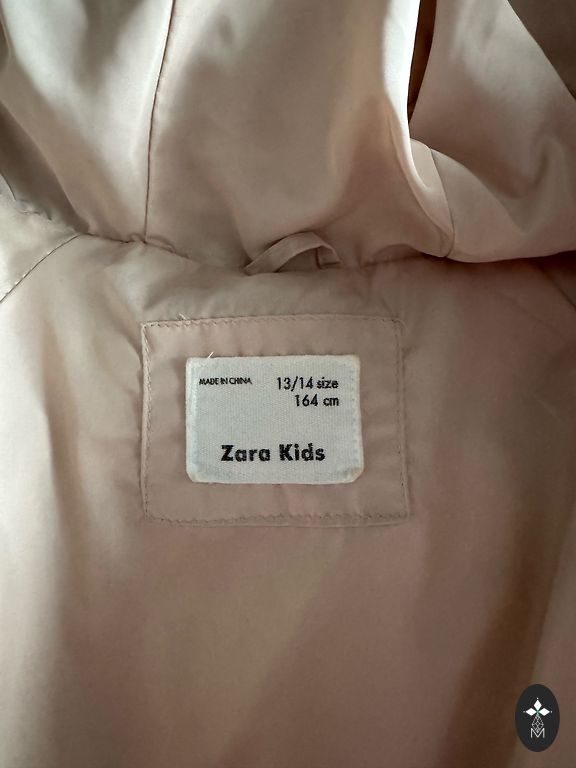 MADE IN CHINA 13/14 size
164 cm
Zara Kids
M